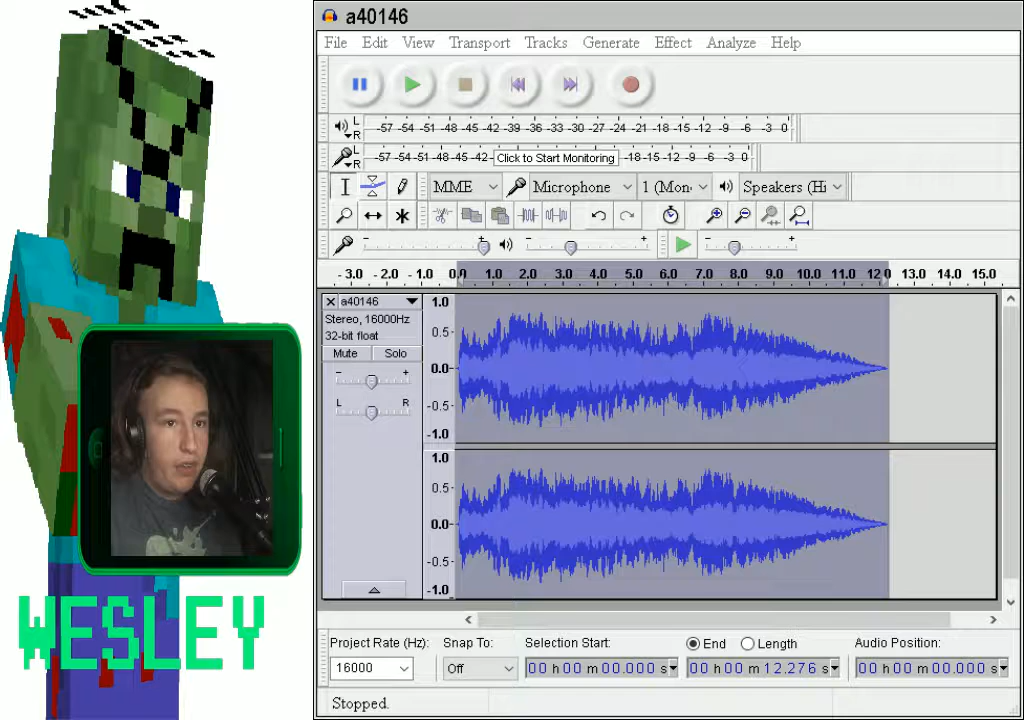 WESLEY
a40146
File Edit View Transport Tracks Generate Effect Analyze Help
L R -57 -54 -51 -48 -45 -42 -39 -36 -33 -30 -27 -24 -21 -18 -15 -12 -9 -6 -3 0
L R -57 -54 -51 -48 -45 -42 Click to Start Monitoring -18 -15 -12 -9 -6 -3 0
MME Microphone 1 (Mon Speakers (Hi
- + - + - +
- 3.0 - 2.0 - 1.0 0.0 1.0 2.0 3.0 4.0 5.0 6.0 7.0 8.0 9.0 10.0 11.0 12.0 13.0 14.0 15.0
a40146 1.0
Stereo, 16000Hz
32-bit float 0.5-
Mute Solo
- + 0.0-
L R -0.5-
-1.0
1.0
0.5-
0.0-
-0.5-
-1.0
Project Rate (Hz): Snap To: Selection Start: End Length Audio Position:
16000 Off 00 h 00 m 00.000 s 00 h 00 m 12.276 s 00 h 00 m 00.000 s
Stopped.